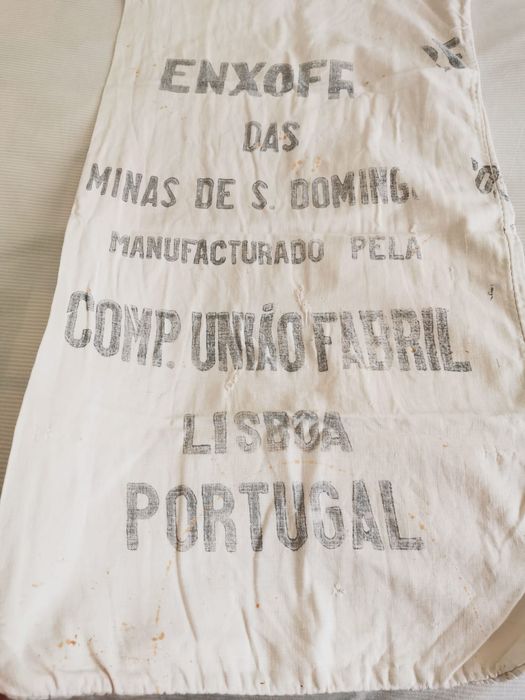 ENXOFR
DAS
MINAS DE S. DOMING
MANUFACTURADO PELA
COMP. UNIÃO FABRIL
LISBOA
PORTUGAL